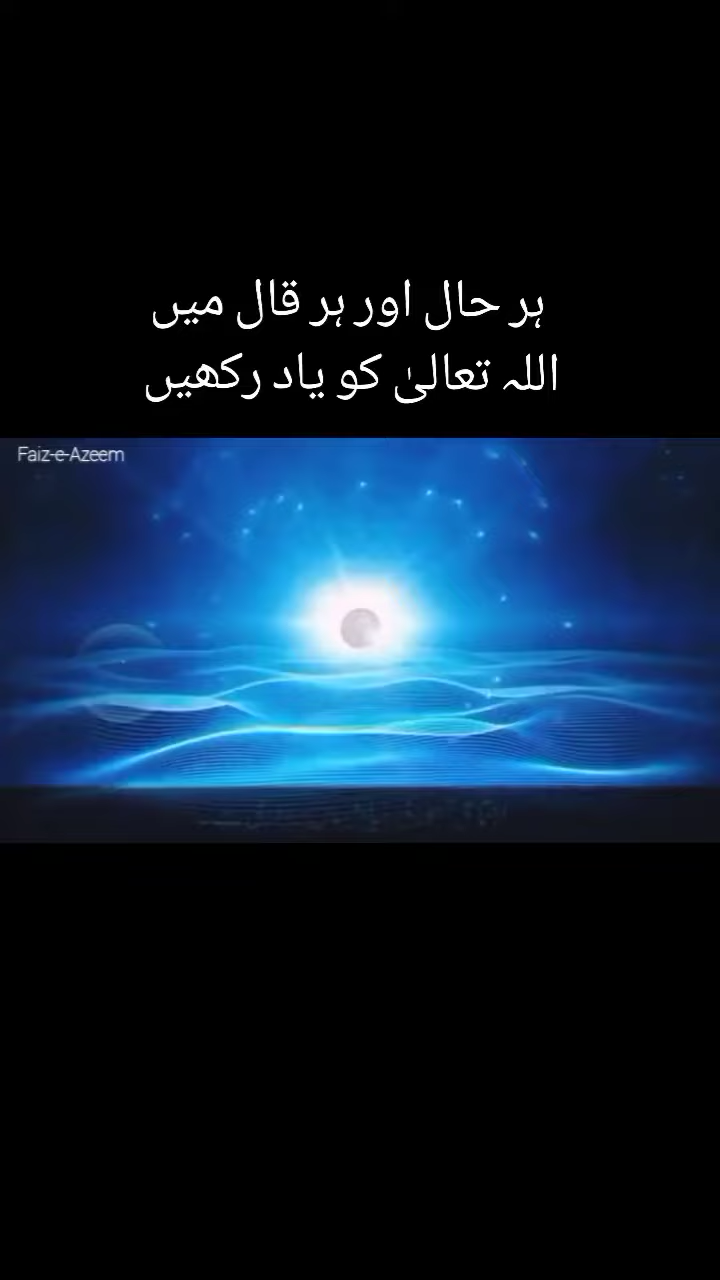 ہر حال اور ہر قال میں
اللہ تعالیٰ کو یاد رکھیں
Faiz-e-Azeem